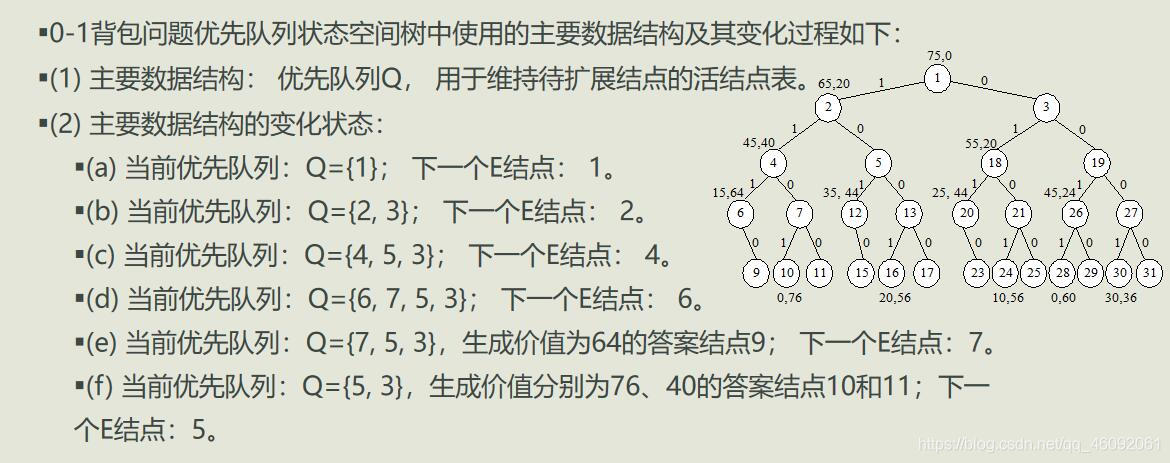 ▪0-1背包问题优先队列状态空间树中使用的主要数据结构及其变化过程如下：
▪(1) 主要数据结构： 优先队列Q， 用于维持待扩展结点的活结点表。
▪(2) 主要数据结构的变化状态：
▪(a) 当前优先队列：Q={1}； 下一个E结点： 1。
▪(b) 当前优先队列：Q={2, 3}； 下一个E结点： 2。
▪(c) 当前优先队列：Q={4, 5, 3}； 下一个E结点： 4。
▪(d) 当前优先队列：Q={6, 7, 5, 3}； 下一个E结点： 6。
▪(e) 当前优先队列：Q={7, 5, 3}，生成价值为64的答案结点9； 下一个E结点：7。
▪(f) 当前优先队列：Q={5, 3}，生成价值分别为76、40的答案结点10和11；下一
个E结点：5。
75,0
1
1 0
65,20
2 3
1 0 1 0
45,40 55,20
4 5 18 19
1 0 1 0 1 0 1 0
15,64 35, 44 25, 44 45,24
6 7 12 13 20 21 26 27
0 1 0 0 1 0 0 1 0 1 0 1 0
9 10 11 15 16 17 23 24 25 28 29 30 31
0,76 20,56 10,56 0,60 30,36
https://blog.csdn.net/qq_46092061